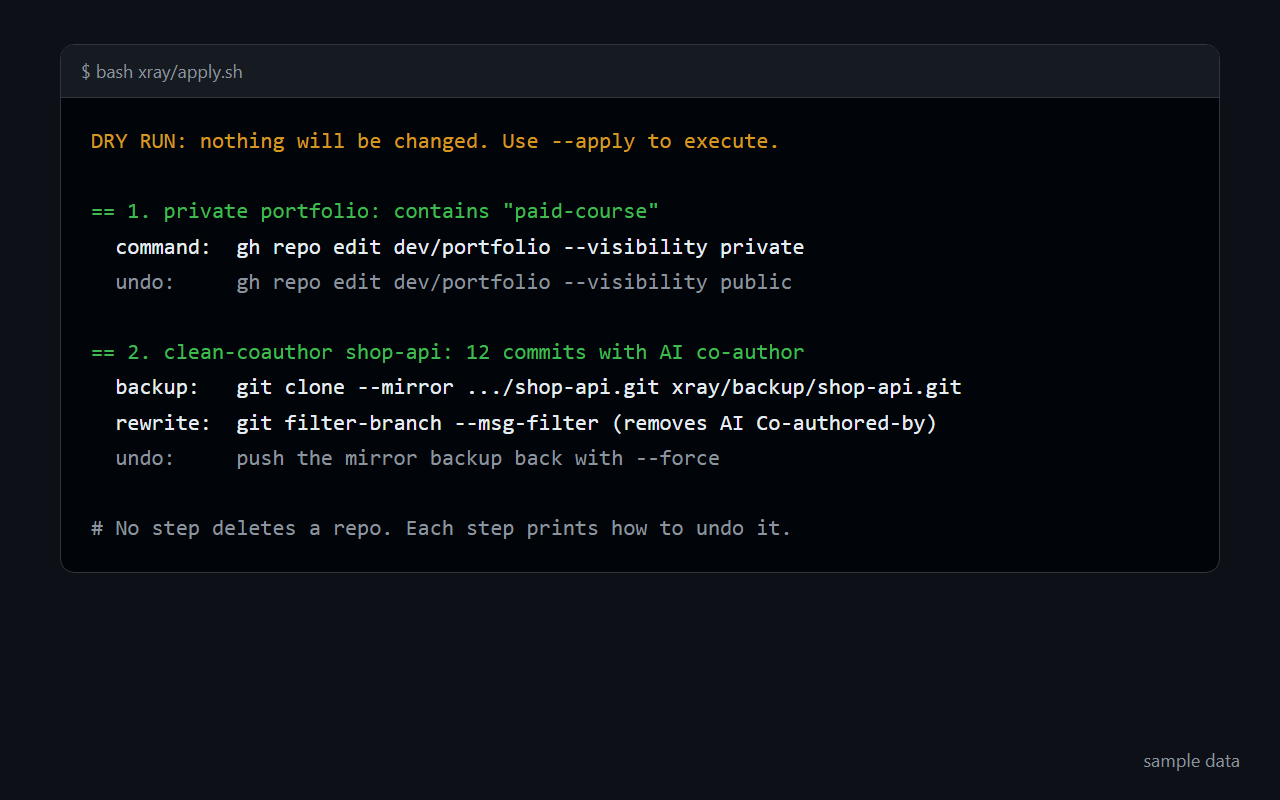 $ bash xray/apply.sh
DRY RUN: nothing will be changed. Use --apply to execute.
== 1. private portfolio: contains "paid-course"
command: gh repo edit dev/portfolio --visibility private
undo: gh repo edit dev/portfolio --visibility public
== 2. clean-coauthor shop-api: 12 commits with AI co-author
backup: git clone --mirror .../shop-api.git xray/backup/shop-api.git
rewrite: git filter-branch --msg-filter (removes AI Co-authored-by)
undo: push the mirror backup back with --force
# No step deletes a repo. Each step prints how to undo it.
sample data